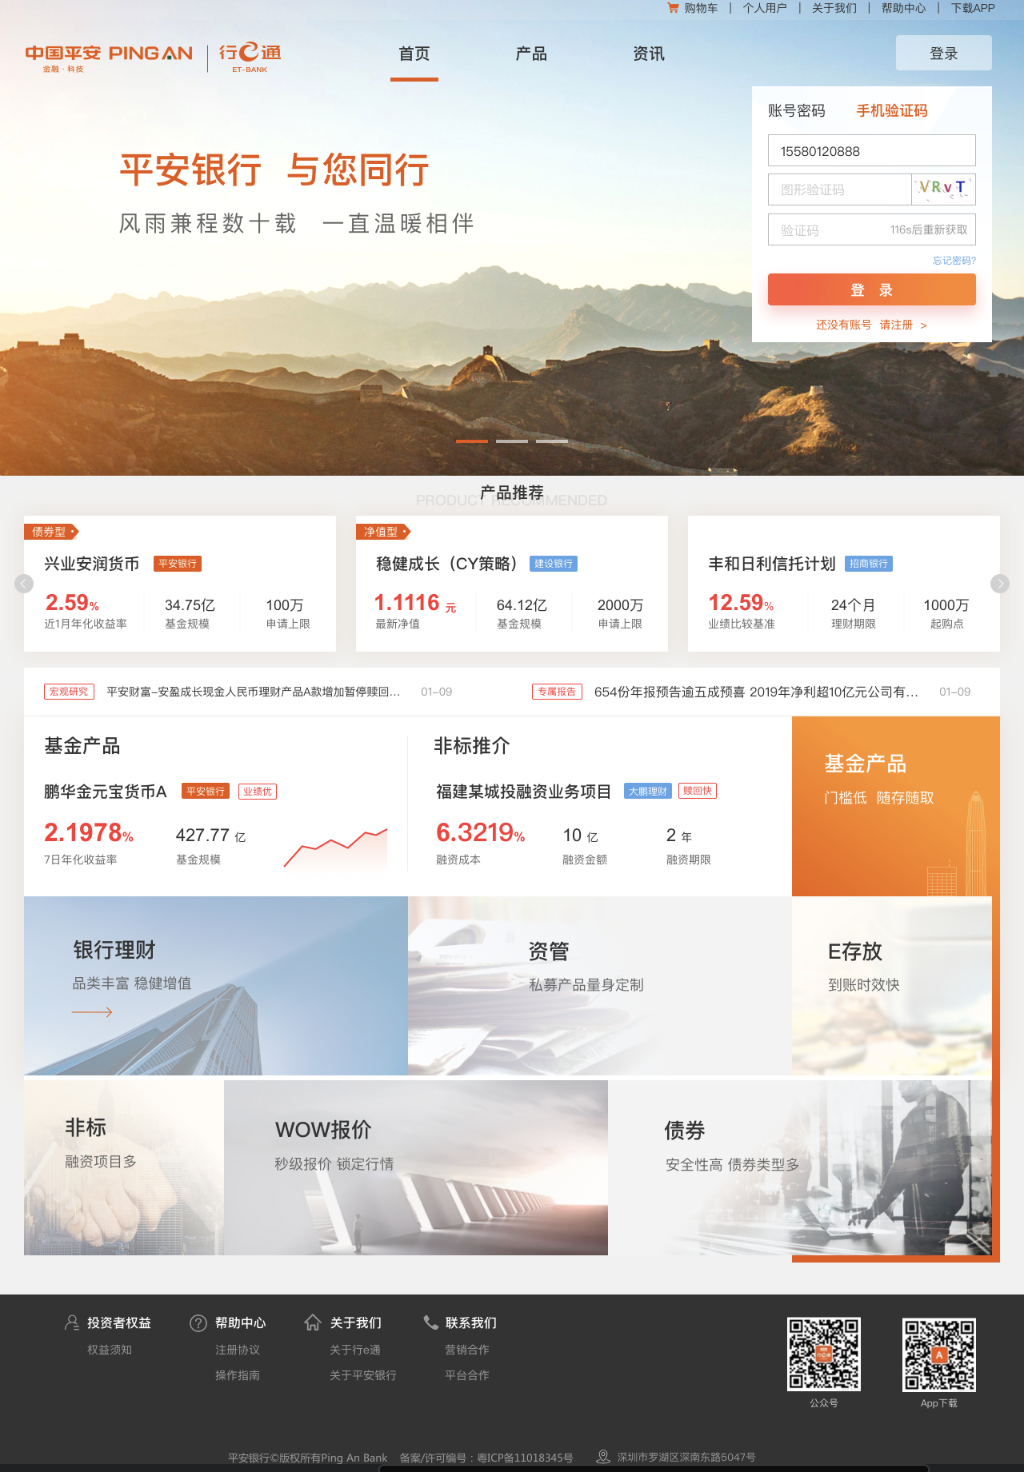 购物车 | 个人用户 | 关于我们 | 帮助中心 | 下载APP
中国平安 PING AN 行e通
金融·科技 ET-BANK
首页 产品 资讯 登录
账号密码 手机验证码
15580120888
图形验证码 VRvT
验证码 116s后重新获取
忘记密码?
登 录
还没有账号 请注册 >
平安银行 与您同行
风雨兼程数十载 一直温暖相伴
产品推荐
PRODUCT RECOMMENDED
债券型
兴业安润货币 平安银行
2.59% 34.75亿 100万
近1月年化收益率 基金规模 申请上限
净值型
稳健成长（CY策略） 建设银行
1.1116 元 64.12亿 2000万
最新净值 基金规模 申请上限
丰和日利信托计划 招商银行
12.59% 24个月 1000万
业绩比较基准 理财期限 起购点
宏观研究 平安财富-安盈成长现金人民币理财产品A款增加暂停赎回... 01-09
专属报告 654份年报预告逾五成预喜 2019年净利超10亿元公司有... 01-09
基金产品
鹏华金元宝货币A 平安银行 业绩优
2.1978% 427.77 亿
7日年化收益率 基金规模
非标推介
福建某城投融资业务项目 大鹏理财 赎回快
6.3219% 10 亿 2 年
融资成本 融资金额 融资期限
基金产品
门槛低 随存随取
银行理财
品类丰富 稳健增值
资管
私募产品量身定制
E存放
到账时效快
非标
融资项目多
WOW报价
秒级报价 锁定行情
债券
安全性高 债券类型多
投资者权益 帮助中心 关于我们 联系我们
权益须知 注册协议 关于行e通 营销合作
操作指南 关于平安银行 平台合作
公众号 App下载
平安银行©版权所有Ping An Bank 备案/许可编号：粤ICP备11018345号 深圳市罗湖区深南东路5047号